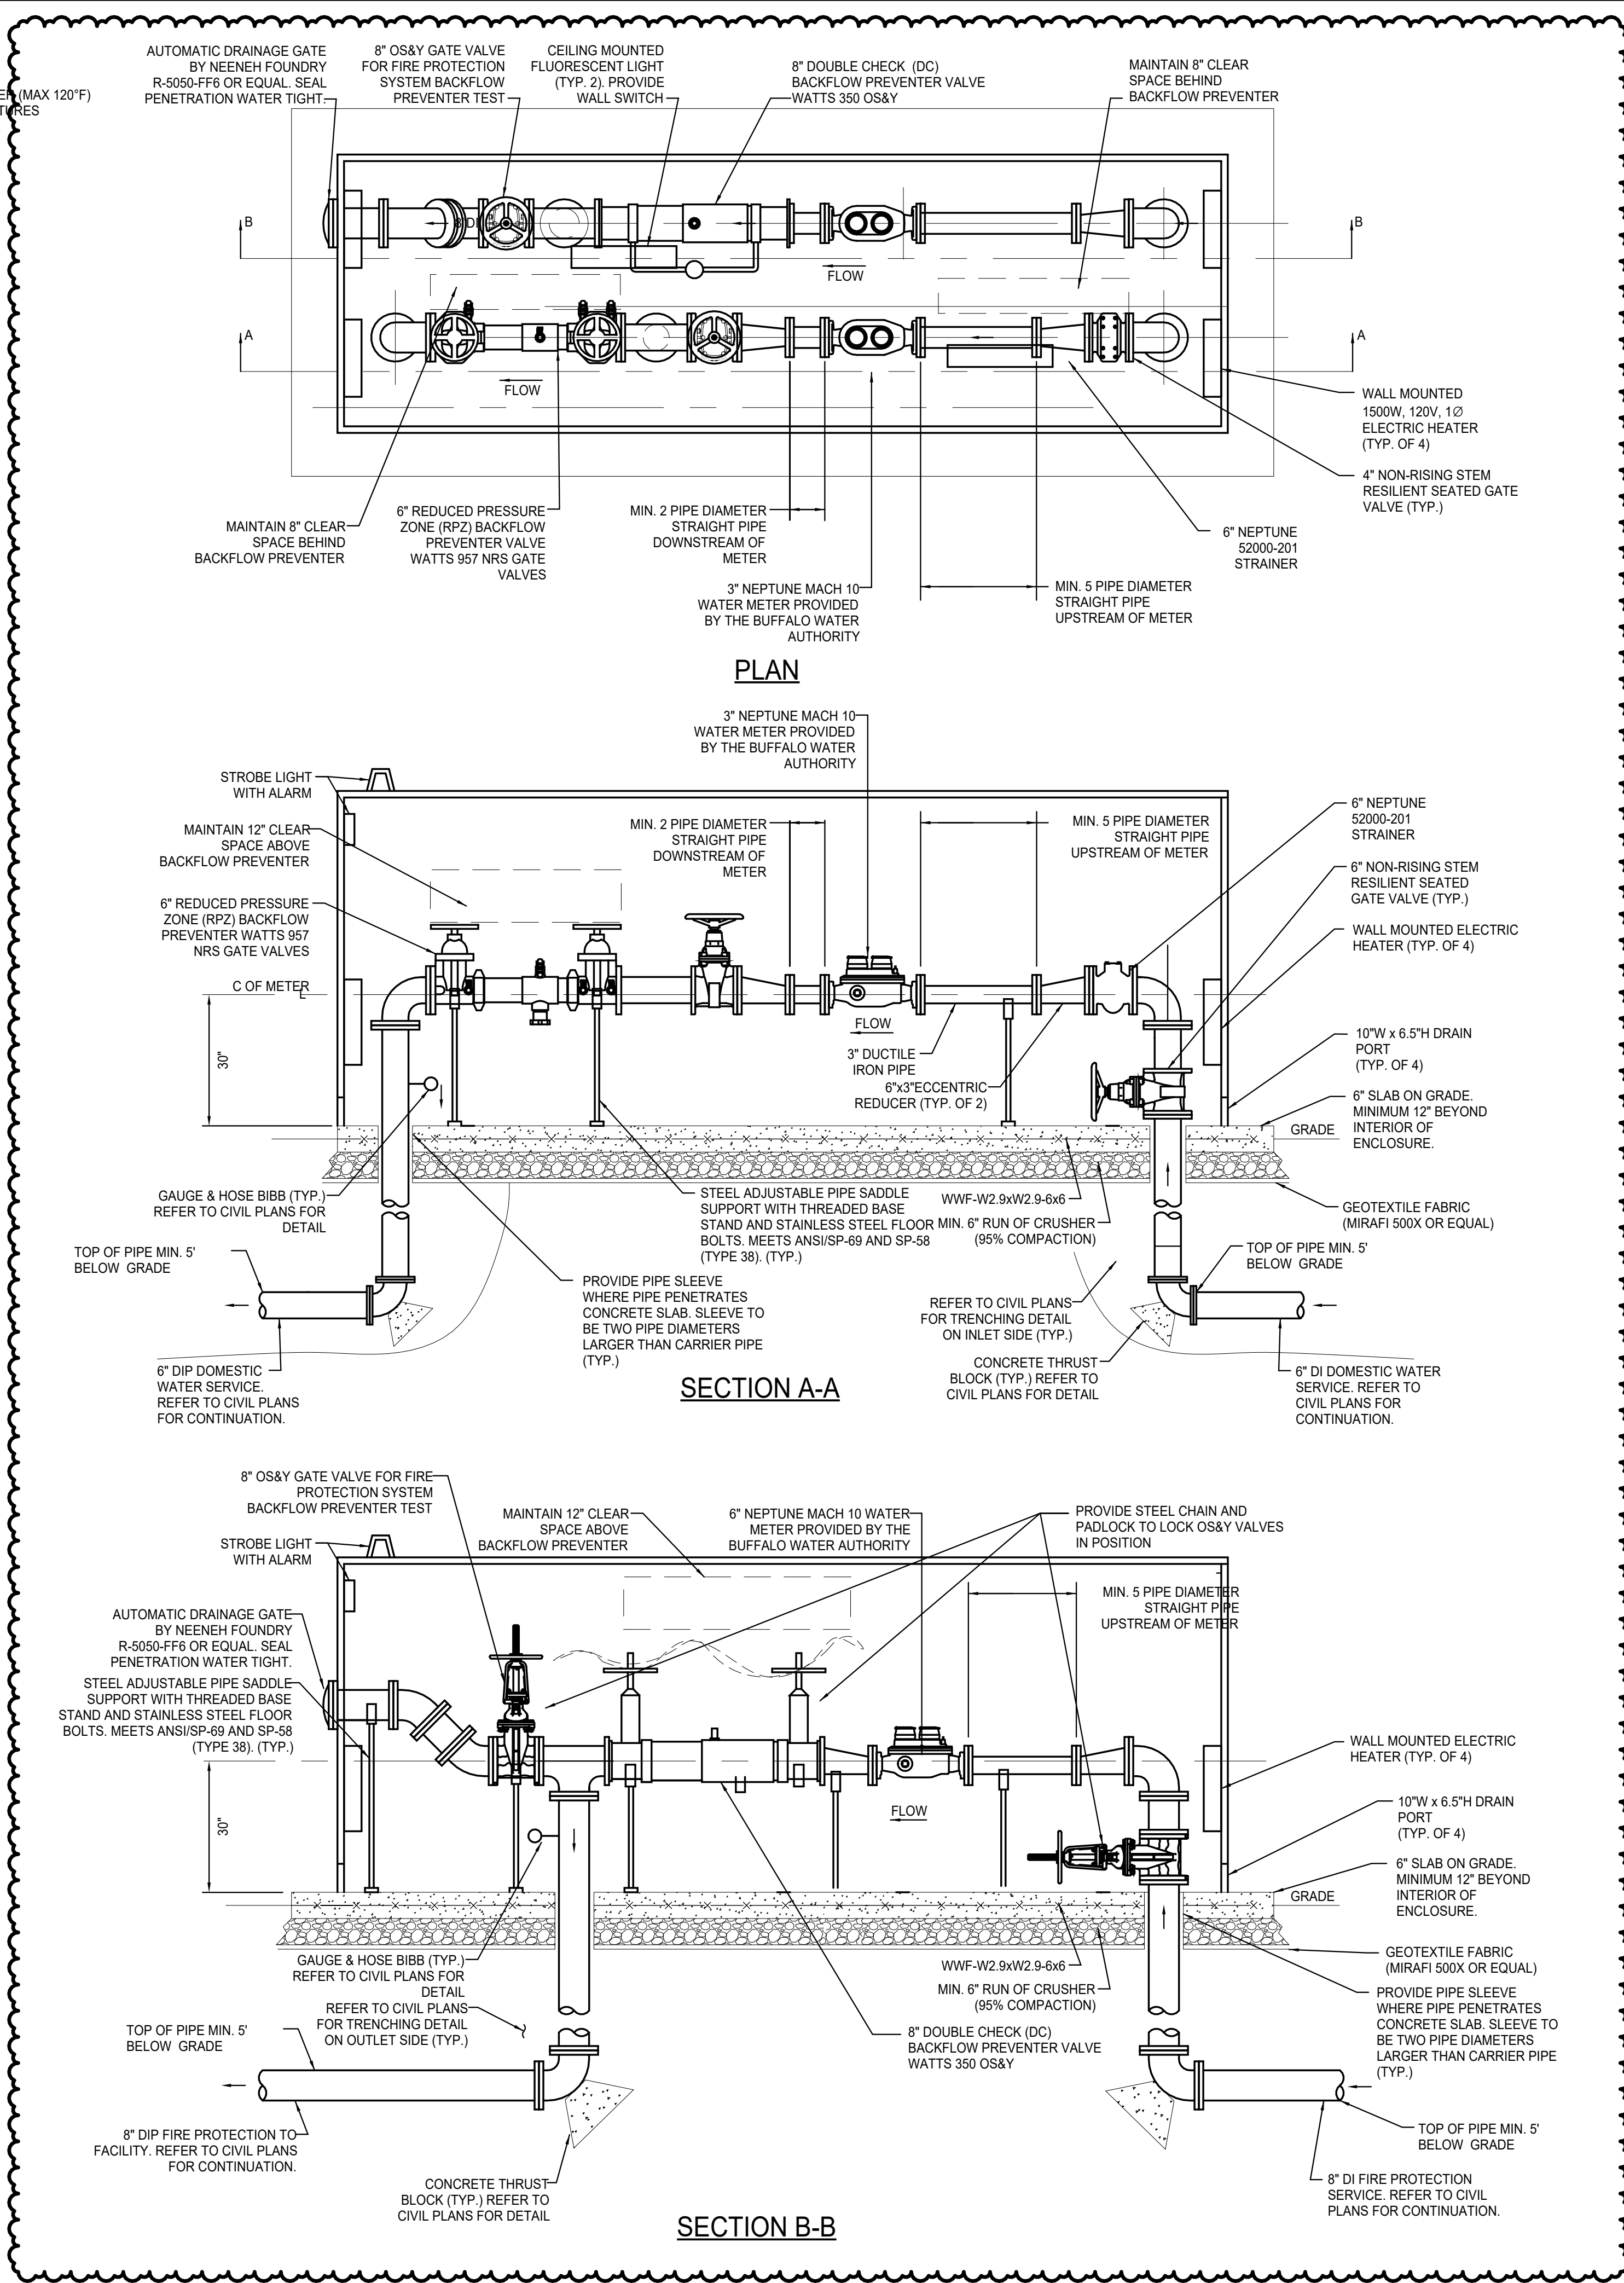 ER (MAX 120°F)
TURES
AUTOMATIC DRAINAGE GATE
BY NEENEH FOUNDRY
R-5050-FF6 OR EQUAL. SEAL
PENETRATION WATER TIGHT.
8" OS&Y GATE VALVE
FOR FIRE PROTECTION
SYSTEM BACKFLOW
PREVENTER TEST
CEILING MOUNTED
FLUORESCENT LIGHT
(TYP. 2). PROVIDE
WALL SWITCH
8" DOUBLE CHECK (DC)
BACKFLOW PREVENTER VALVE
WATTS 350 OS&Y
MAINTAIN 8" CLEAR
SPACE BEHIND
BACKFLOW PREVENTER
B
B
FLOW
A
A
FLOW
WALL MOUNTED
1500W, 120V, 1Ø
ELECTRIC HEATER
(TYP. OF 4)
4" NON-RISING STEM
RESILIENT SEATED GATE
VALVE (TYP.)
MAINTAIN 8" CLEAR
SPACE BEHIND
BACKFLOW PREVENTER
6" REDUCED PRESSURE
ZONE (RPZ) BACKFLOW
PREVENTER VALVE
WATTS 957 NRS GATE
VALVES
MIN. 2 PIPE DIAMETER
STRAIGHT PIPE
DOWNSTREAM OF
METER
6" NEPTUNE
52000-201
STRAINER
3" NEPTUNE MACH 10
WATER METER PROVIDED
BY THE BUFFALO WATER
AUTHORITY
MIN. 5 PIPE DIAMETER
STRAIGHT PIPE
UPSTREAM OF METER
PLAN
3" NEPTUNE MACH 10
WATER METER PROVIDED
BY THE BUFFALO WATER
AUTHORITY
STROBE LIGHT
WITH ALARM
MAINTAIN 12" CLEAR
SPACE ABOVE
BACKFLOW PREVENTER
6" REDUCED PRESSURE
ZONE (RPZ) BACKFLOW
PREVENTER WATTS 957
NRS GATE VALVES
C OF METER
L
30"
MIN. 2 PIPE DIAMETER
STRAIGHT PIPE
DOWNSTREAM OF
METER
MIN. 5 PIPE DIAMETER
STRAIGHT PIPE
UPSTREAM OF METER
6" NEPTUNE
52000-201
STRAINER
6" NON-RISING STEM
RESILIENT SEATED
GATE VALVE (TYP.)
WALL MOUNTED ELECTRIC
HEATER (TYP. OF 4)
FLOW
3" DUCTILE
IRON PIPE
6"x3"ECCENTRIC
REDUCER (TYP. OF 2)
10"W x 6.5"H DRAIN
PORT
(TYP. OF 4)
6" SLAB ON GRADE.
MINIMUM 12" BEYOND
INTERIOR OF
ENCLOSURE.
GRADE
GAUGE & HOSE BIBB (TYP.)
REFER TO CIVIL PLANS FOR
DETAIL
STEEL ADJUSTABLE PIPE SADDLE
SUPPORT WITH THREADED BASE
STAND AND STAINLESS STEEL FLOOR
BOLTS. MEETS ANSI/SP-69 AND SP-58
(TYPE 38). (TYP.)
WWF-W2.9xW2.9-6x6
MIN. 6" RUN OF CRUSHER
(95% COMPACTION)
GEOTEXTILE FABRIC
(MIRAFI 500X OR EQUAL)
TOP OF PIPE MIN. 5'
BELOW GRADE
TOP OF PIPE MIN. 5'
BELOW GRADE
PROVIDE PIPE SLEEVE
WHERE PIPE PENETRATES
CONCRETE SLAB. SLEEVE TO
BE TWO PIPE DIAMETERS
LARGER THAN CARRIER PIPE
(TYP.)
REFER TO CIVIL PLANS
FOR TRENCHING DETAIL
ON INLET SIDE (TYP.)
CONCRETE THRUST
BLOCK (TYP.) REFER TO
CIVIL PLANS FOR DETAIL
6" DIP DOMESTIC
WATER SERVICE.
REFER TO CIVIL PLANS
FOR CONTINUATION.
6" DI DOMESTIC WATER
SERVICE. REFER TO
CIVIL PLANS FOR
CONTINUATION.
SECTION A-A
8" OS&Y GATE VALVE FOR FIRE
PROTECTION SYSTEM
BACKFLOW PREVENTER TEST
STROBE LIGHT
WITH ALARM
MAINTAIN 12" CLEAR
SPACE ABOVE
BACKFLOW PREVENTER
6" NEPTUNE MACH 10 WATER
METER PROVIDED BY THE
BUFFALO WATER AUTHORITY
PROVIDE STEEL CHAIN AND
PADLOCK TO LOCK OS&Y VALVES
IN POSITION
MIN. 5 PIPE DIAMETER
STRAIGHT PIPE
UPSTREAM OF METER
AUTOMATIC DRAINAGE GATE
BY NEENEH FOUNDRY
R-5050-FF6 OR EQUAL. SEAL
PENETRATION WATER TIGHT.
STEEL ADJUSTABLE PIPE SADDLE
SUPPORT WITH THREADED BASE
STAND AND STAINLESS STEEL FLOOR
BOLTS. MEETS ANSI/SP-69 AND SP-58
(TYPE 38). (TYP.)
30"
FLOW
WALL MOUNTED ELECTRIC
HEATER (TYP. OF 4)
10"W x 6.5"H DRAIN
PORT
(TYP. OF 4)
6" SLAB ON GRADE.
MINIMUM 12" BEYOND
INTERIOR OF
ENCLOSURE.
GRADE
GAUGE & HOSE BIBB (TYP.)
REFER TO CIVIL PLANS FOR
DETAIL
REFER TO CIVIL PLANS
FOR TRENCHING DETAIL
ON OUTLET SIDE (TYP.)
WWF-W2.9xW2.9-6x6
MIN. 6" RUN OF CRUSHER
(95% COMPACTION)
GEOTEXTILE FABRIC
(MIRAFI 500X OR EQUAL)
PROVIDE PIPE SLEEVE
WHERE PIPE PENETRATES
CONCRETE SLAB. SLEEVE TO
BE TWO PIPE DIAMETERS
LARGER THAN CARRIER PIPE
(TYP.)
TOP OF PIPE MIN. 5'
BELOW GRADE
8" DOUBLE CHECK (DC)
BACKFLOW PREVENTER VALVE
WATTS 350 OS&Y
8" DIP FIRE PROTECTION TO
FACILITY. REFER TO CIVIL PLANS
FOR CONTINUATION.
TOP OF PIPE MIN. 5'
BELOW GRADE
CONCRETE THRUST
BLOCK (TYP.) REFER TO
CIVIL PLANS FOR DETAIL
8" DI FIRE PROTECTION
SERVICE. REFER TO CIVIL
PLANS FOR CONTINUATION.
SECTION B-B